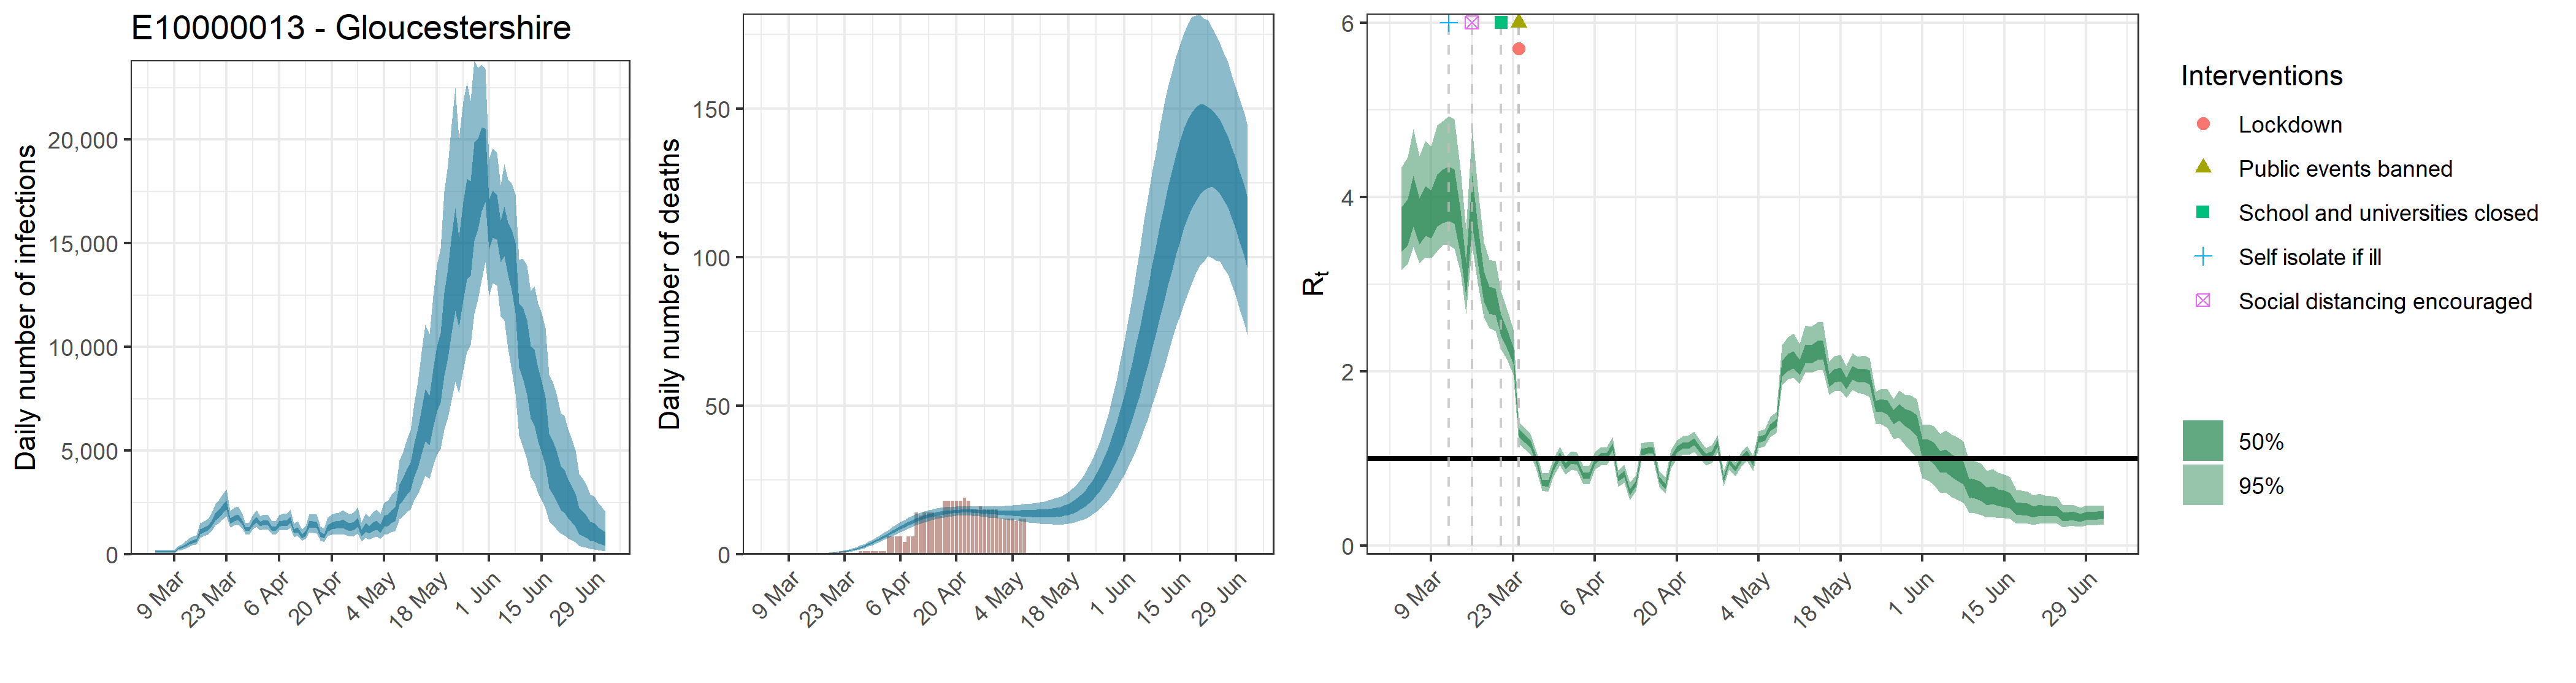 E10000013 - Gloucestershire
Daily number of infections
20,000
15,000
10,000
5,000
0
9 Mar
23 Mar
6 Apr
20 Apr
4 May
18 May
1 Jun
15 Jun
29 Jun
Daily number of deaths
150
100
50
0
9 Mar
23 Mar
6 Apr
20 Apr
4 May
18 May
1 Jun
15 Jun
29 Jun
Rt
6
4
2
0
9 Mar
23 Mar
6 Apr
20 Apr
4 May
18 May
1 Jun
15 Jun
29 Jun
Interventions
Lockdown
Public events banned
School and universities closed
Self isolate if ill
Social distancing encouraged
50%
95%